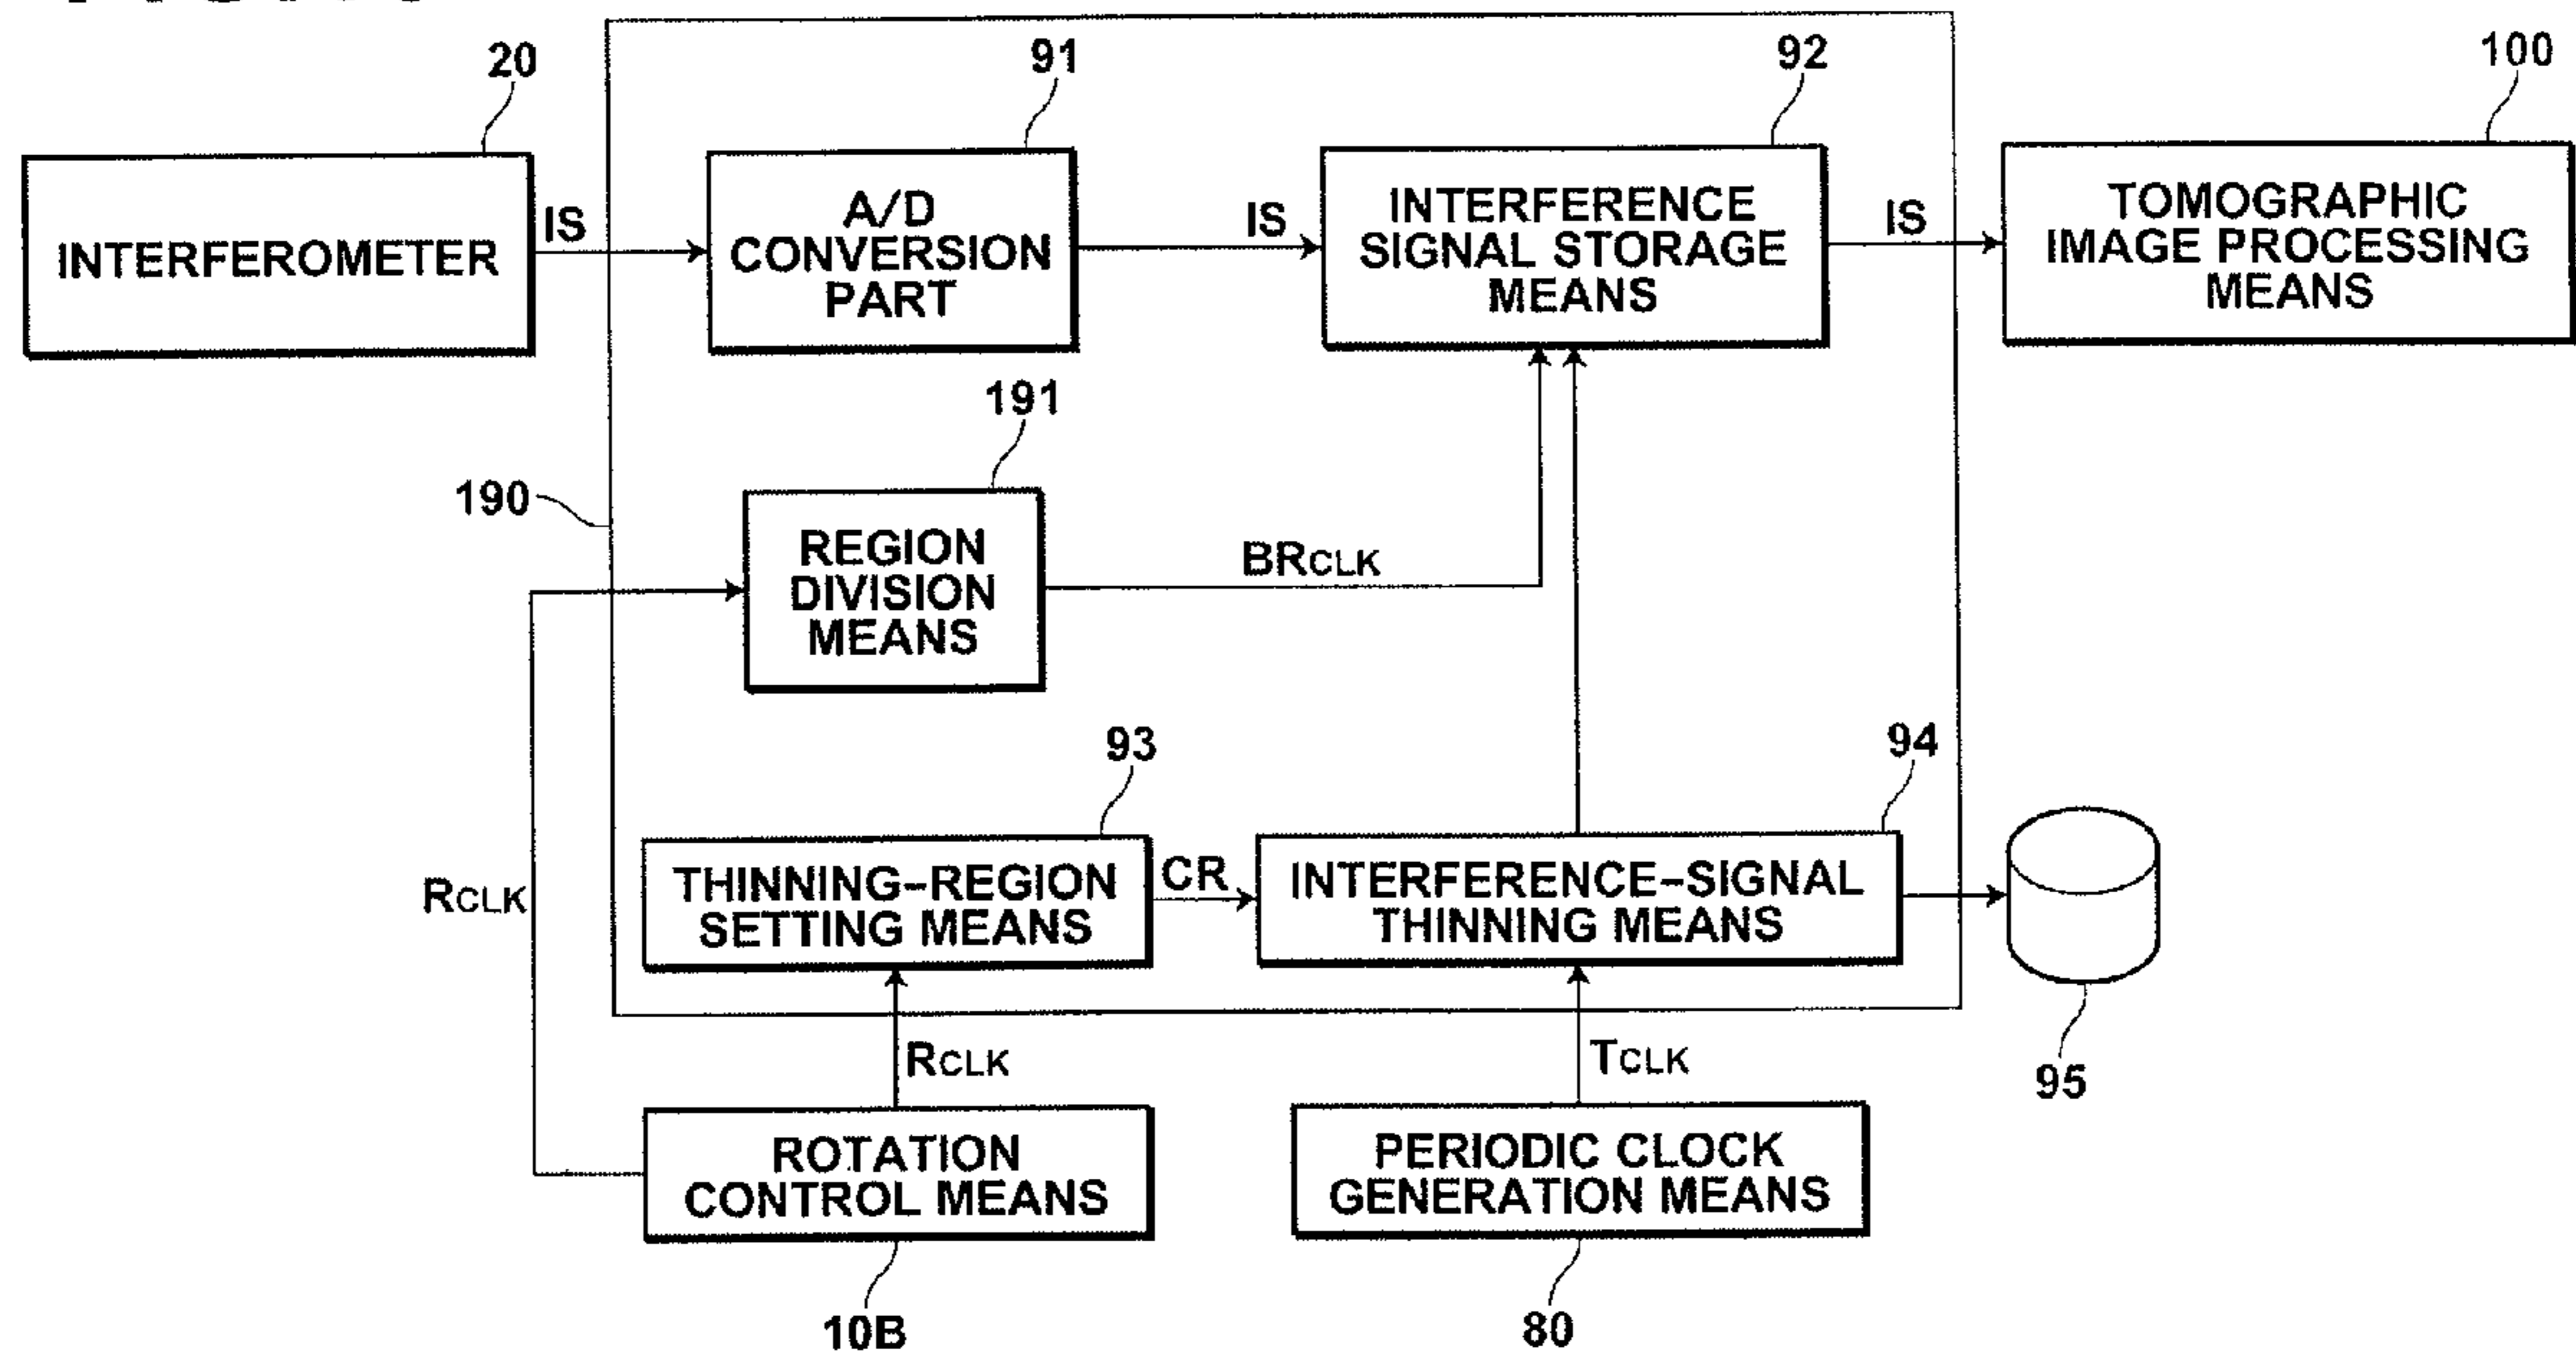 20
91
92
100
INTERFEROMETER
IS
A/D
CONVERSION
PART
IS
INTERFERENCE
SIGNAL STORAGE
MEANS
IS
TOMOGRAPHIC
IMAGE PROCESSING
MEANS
191
190
REGION
DIVISION
MEANS
BRCLK
93
94
RCLK
THINNING-REGION
SETTING MEANS
CR
INTERFERENCE-SIGNAL
THINNING MEANS
95
RCLK
TCLK
ROTATION
CONTROL MEANS
PERIODIC CLOCK
GENERATION MEANS
10B
80